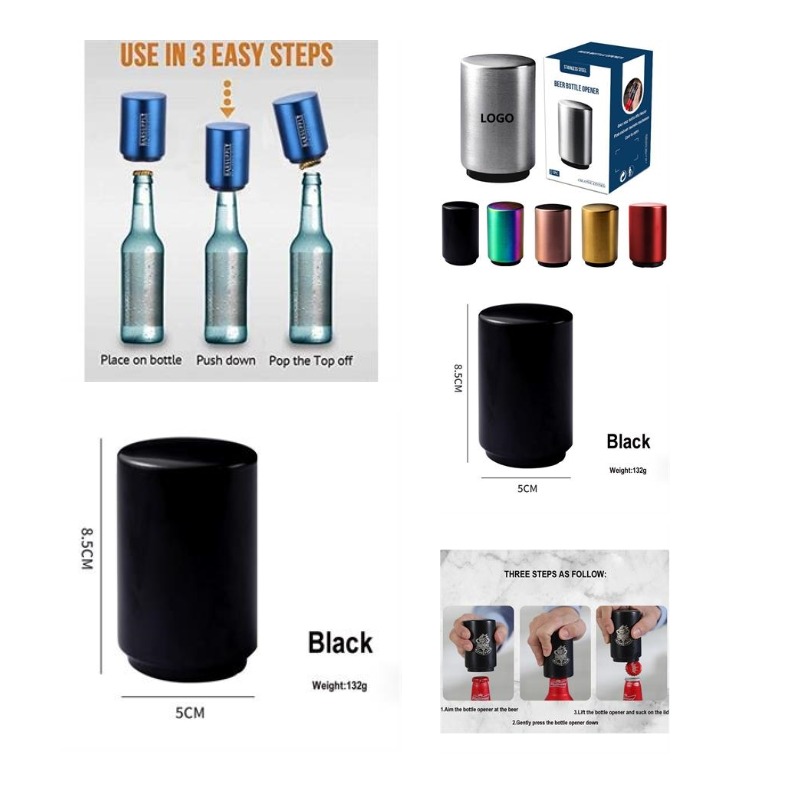 USE IN 3 EASY STEPS
Place on bottle
Push down
Pop the Top off
LOGO
STAINLESS STEEL
BEER BOTTLE OPENER
8.5CM
Black
Weight:132g
5CM
8.5CM
Black
Weight:132g
5CM
THREE STEPS AS FOLLOW:
1.Aim the bottle opener at the beer
3.Lift the bottle opener and suck on the lid
2.Gently press the bottle opener down